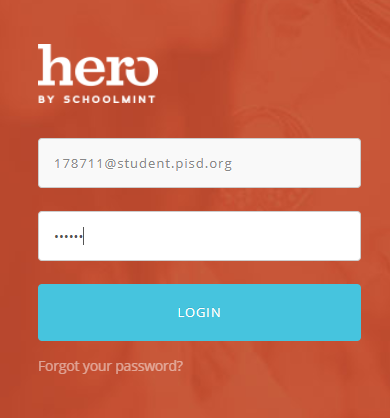 hero
BY SCHOOLMINT
178711@student.pisd.org
••••••
LOGIN
Forgot your password?